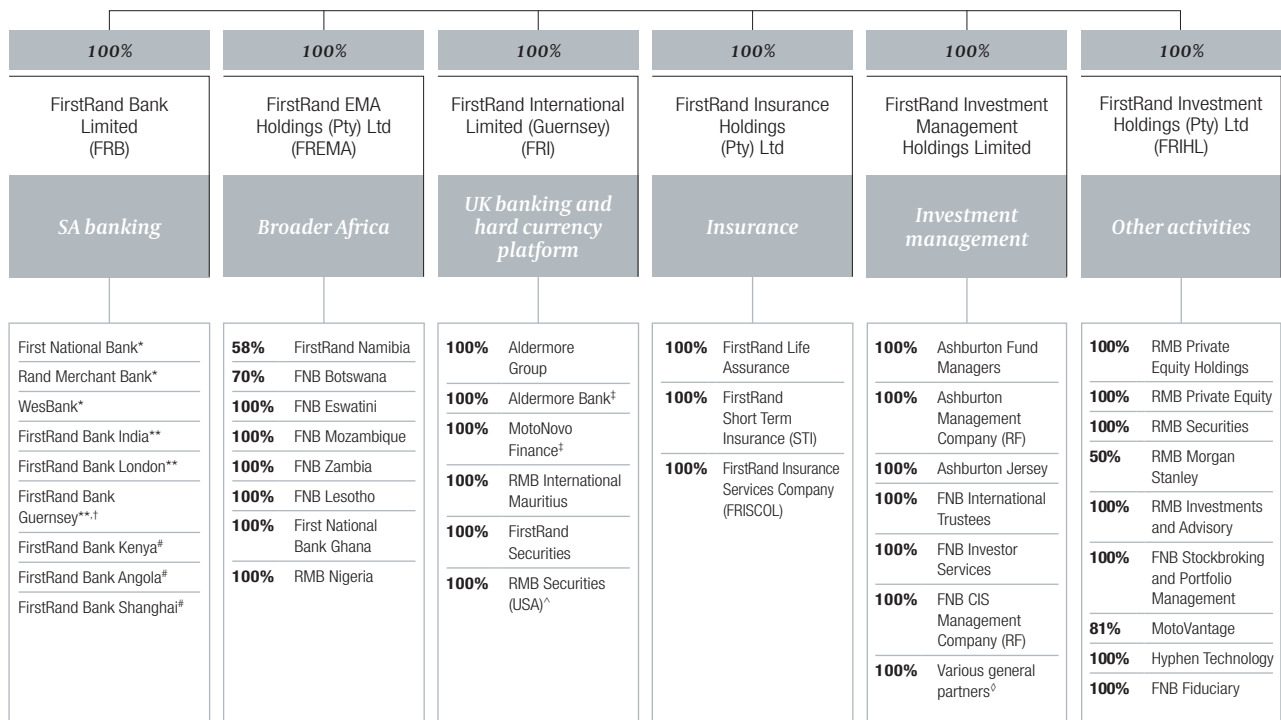 100%
FirstRand Bank
Limited
(FRB)
SA banking
First National Bank*
Rand Merchant Bank*
WesBank*
FirstRand Bank India**
FirstRand Bank London**
FirstRand Bank
Guernsey**,†
FirstRand Bank Kenya#
FirstRand Bank Angola#
FirstRand Bank Shanghai#
100%
FirstRand EMA
Holdings (Pty) Ltd
(FREMA)
Broader Africa
58% FirstRand Namibia
70% FNB Botswana
100% FNB Eswatini
100% FNB Mozambique
100% FNB Zambia
100% FNB Lesotho
100% First National
Bank Ghana
100% RMB Nigeria
100%
FirstRand International
Limited (Guernsey)
(FRI)
UK banking and
hard currency
platform
100% Aldermore
Group
100% Aldermore Bank‡
100% MotoNovo
Finance‡
100% RMB International
Mauritius
100% FirstRand
Securities
100% RMB Securities
(USA)^
100%
FirstRand Insurance
Holdings
(Pty) Ltd
Insurance
100% FirstRand Life
Assurance
100% FirstRand
Short Term
Insurance (STI)
100% FirstRand Insurance
Services Company
(FRISCOL)
100%
FirstRand Investment
Management
Holdings Limited
Investment
management
100% Ashburton Fund
Managers
100% Ashburton
Management
Company (RF)
100% Ashburton Jersey
100% FNB International
Trustees
100% FNB Investor
Services
100% FNB CIS
Management
Company (RF)
100% Various general
partners◊
100%
FirstRand Investment
Holdings (Pty) Ltd
(FRIHL)
Other activities
100% RMB Private
Equity Holdings
100% RMB Private Equity
100% RMB Securities
50% RMB Morgan
Stanley
100% RMB Investments
and Advisory
100% FNB Stockbroking
and Portfolio
Management
81% MotoVantage
100% Hyphen Technology
100% FNB Fiduciary